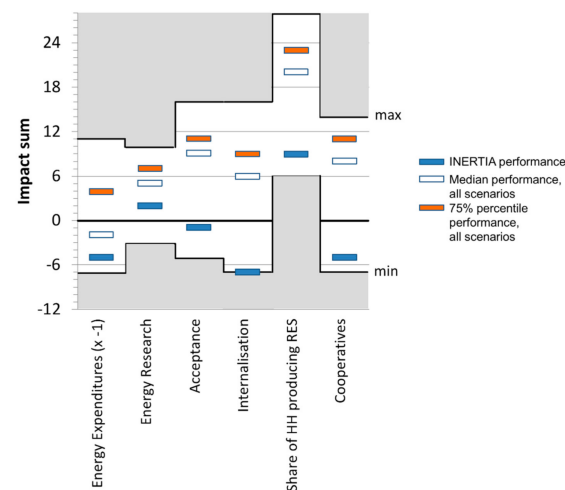 Impact sum
24
18
12
6
0
-6
-12
max
min
INERTIA performance
Median performance,
all scenarios
75% percentile
performance,
all scenarios
Energy Expenditures (x -1)
Energy Research
Acceptance
Internalisation
Share of HH producing RES
Cooperatives